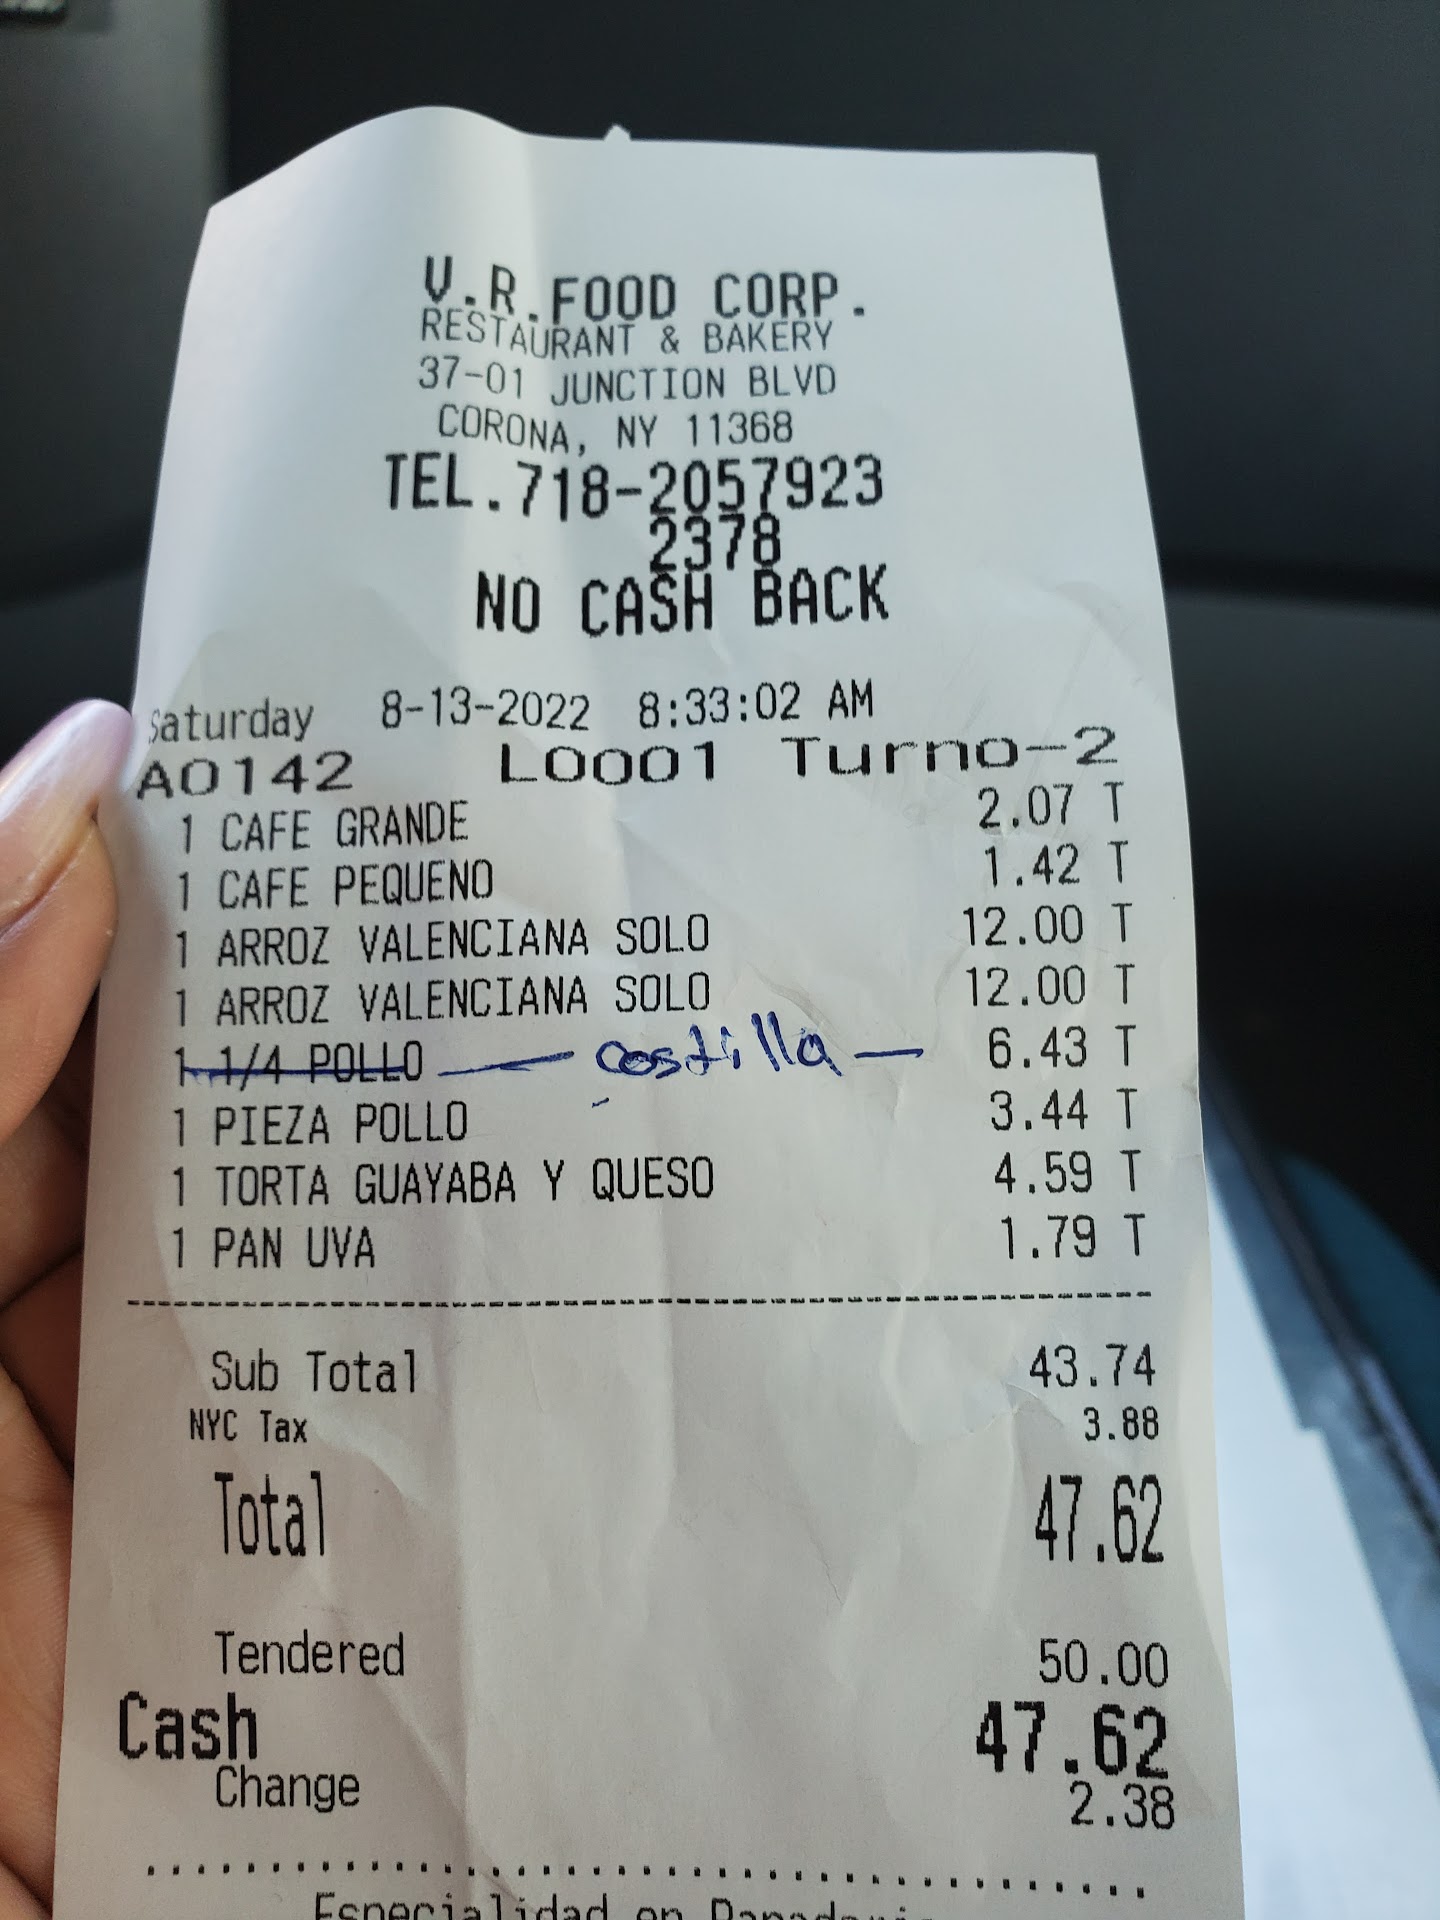 V.R.FOOD CORP.
RESTAURANT & BAKERY
37-01 JUNCTION BLVD
CORONA, NY 11368
TEL.718-2057923
2378
NO CASH BACK
Saturday 8-13-2022 8:33:02 AM
A0142 L0001 Turno-2
1 CAFE GRANDE 2.07 T
1 CAFE PEQUENO 1.42 T
1 ARROZ VALENCIANA SOLO 12.00 T
1 ARROZ VALENCIANA SOLO 12.00 T
1 1/4 POLLO — costilla — 6.43 T
1 PIEZA POLLO 3.44 T
1 TORTA GUAYABA Y QUESO 4.59 T
1 PAN UVA 1.79 T
Sub Total 43.74
NYC Tax 3.88
Total 47.62
Tendered 50.00
Cash 47.62
Change 2.38
Especialidad en